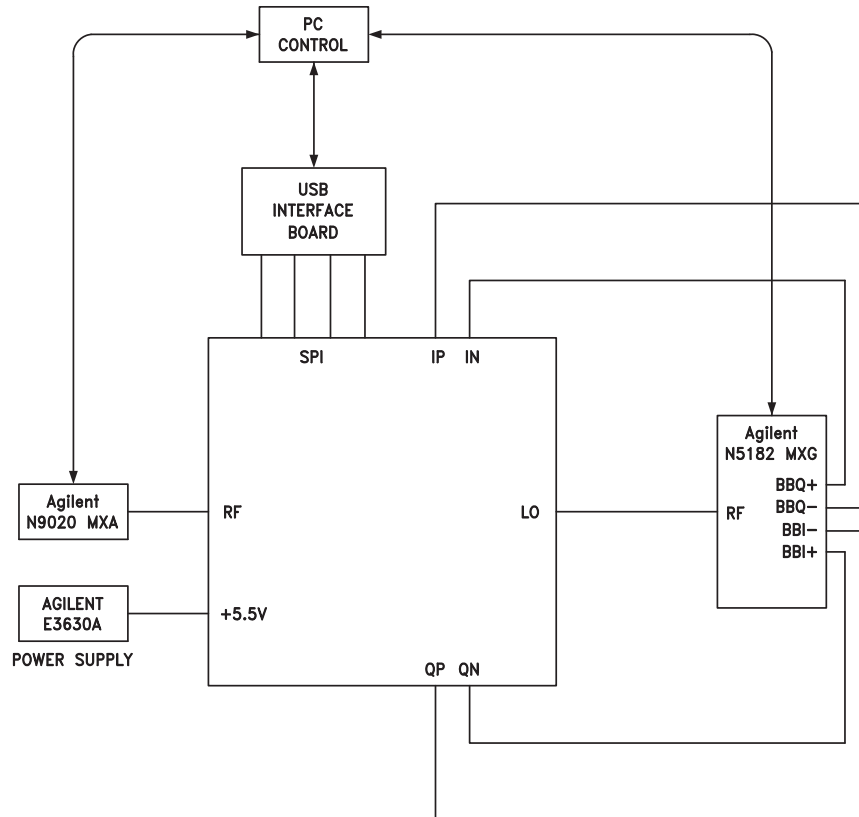 PC
CONTROL
USB
INTERFACE
BOARD
SPI
IP IN
Agilent
N5182 MXG
BBQ+
BBQ-
BBI-
BBI+
RF
LO
RF
Agilent
N9020 MXA
AGILENT
E3630A
+5.5V
POWER SUPPLY
QP QN